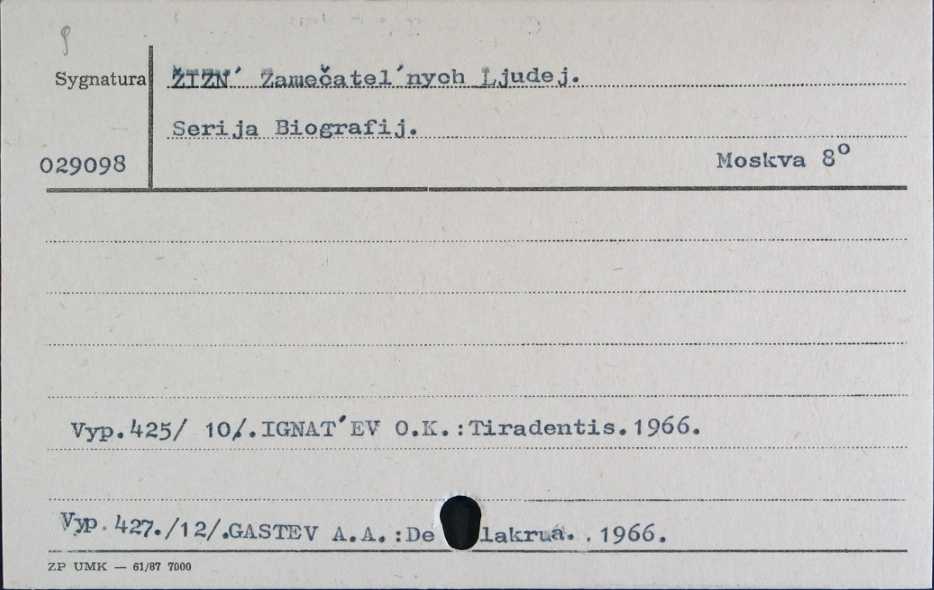 Sygnatura
ŽIZN´ Zamečatel´nych Ljudej.
Serija Biografij.
029098
Moskva 8º
Vyp.425/ 10/.IGNAT´EV O.K.:Tiradentis.1966.
Vyp.427./12/.GASTEV A.A.:De lakrua. .1966.
ZP UMK — 61/87 7000